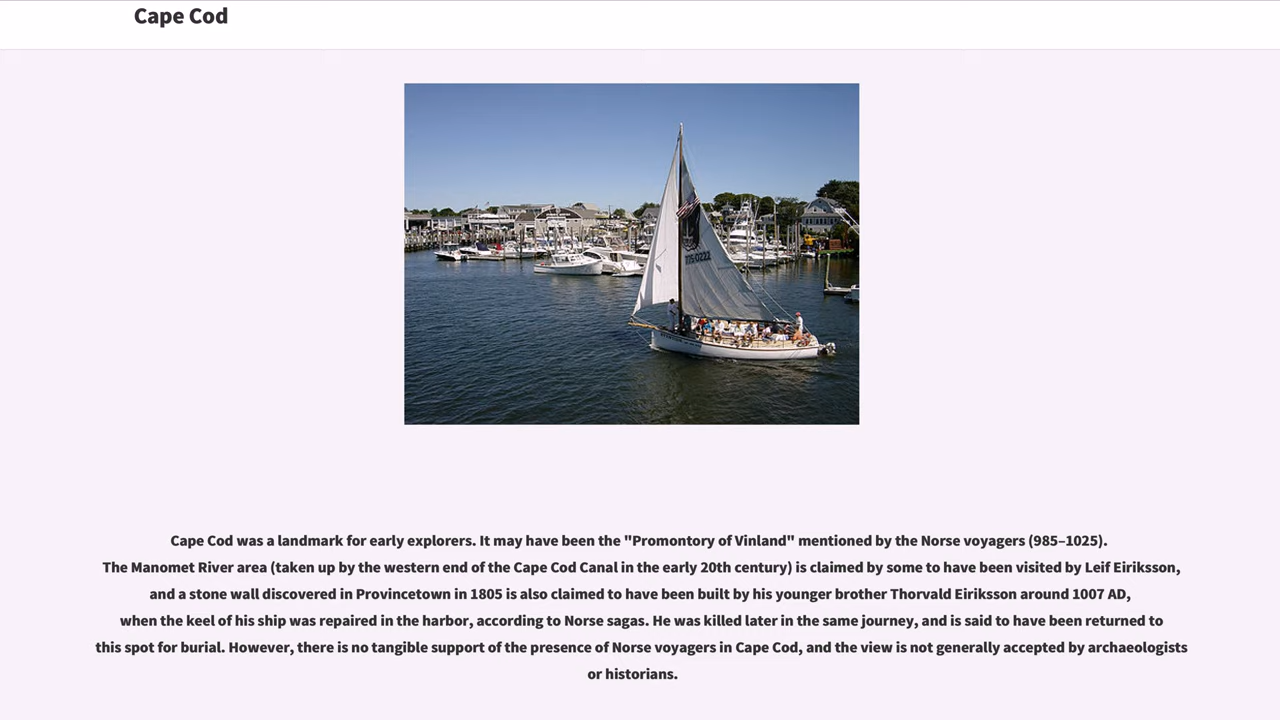 Cape Cod
775 0222
Cape Cod was a landmark for early explorers. It may have been the "Promontory of Vinland" mentioned by the Norse voyagers (985–1025).
The Manomet River area (taken up by the western end of the Cape Cod Canal in the early 20th century) is claimed by some to have been visited by Leif Eiriksson,
and a stone wall discovered in Provincetown in 1805 is also claimed to have been built by his younger brother Thorvald Eiriksson around 1007 AD,
when the keel of his ship was repaired in the harbor, according to Norse sagas. He was killed later in the same journey, and is said to have been returned to
this spot for burial. However, there is no tangible support of the presence of Norse voyagers in Cape Cod, and the view is not generally accepted by archaeologists
or historians.